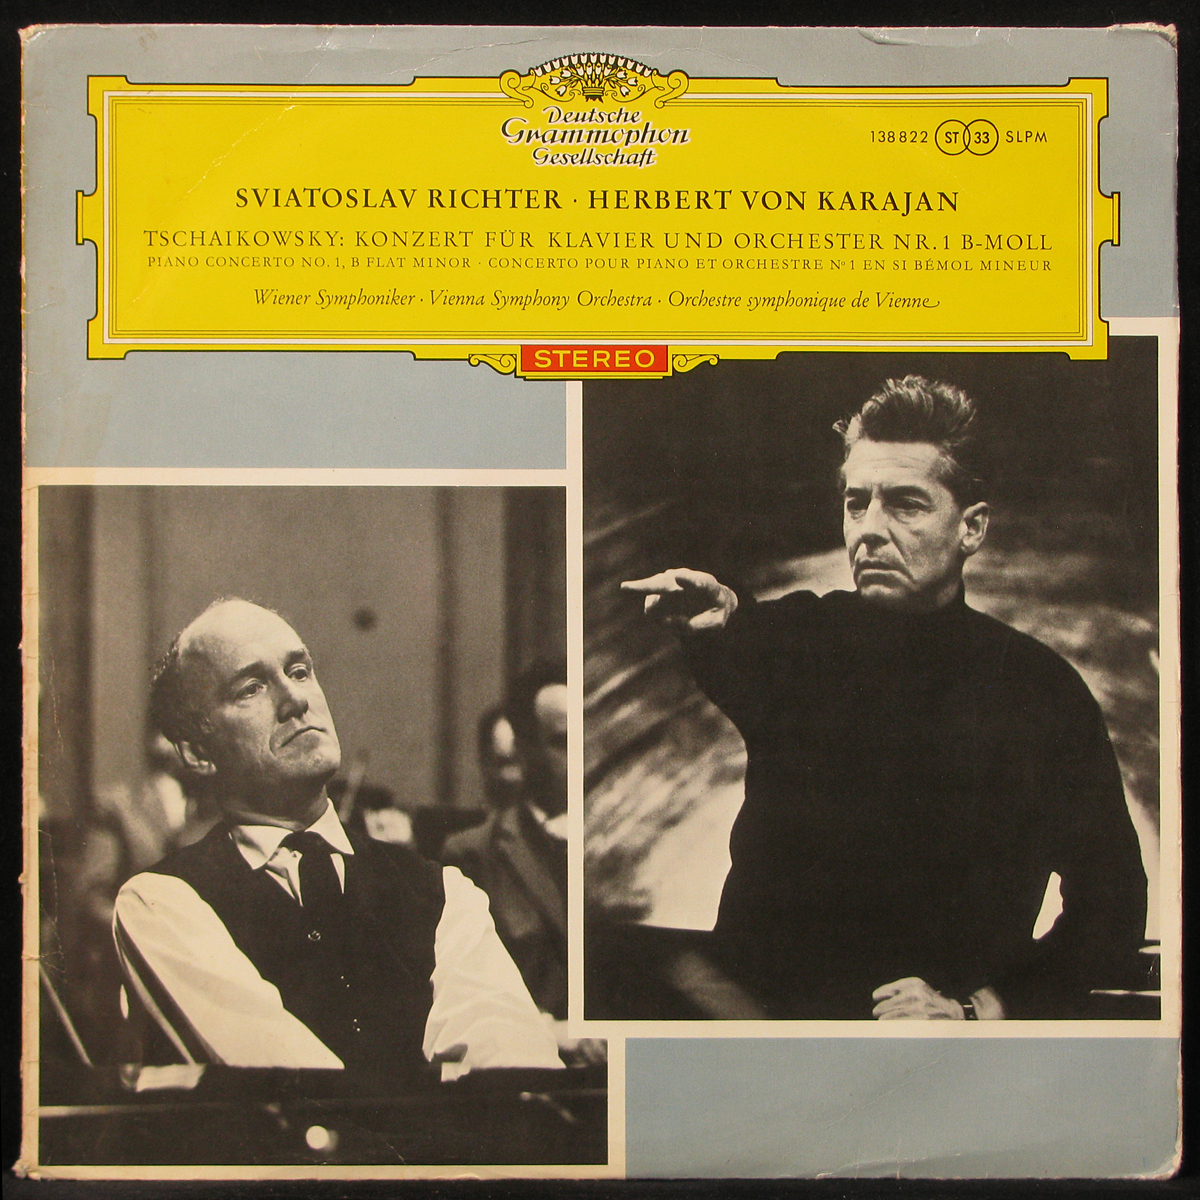 Deutsche
Grammophon
Gesellschaft
138 822 ST 33 SLPM
SVIATOSLAV RICHTER · HERBERT VON KARAJAN
TSCHAIKOWSKY: KONZERT FÜR KLAVIER UND ORCHESTER NR. 1 B-MOLL
PIANO CONCERTO NO. 1, B FLAT MINOR · CONCERTO POUR PIANO ET ORCHESTRE Nº 1 EN SI BÉMOL MINEUR
Wiener Symphoniker · Vienna Symphony Orchestra · Orchestre symphonique de Vienne
STEREO